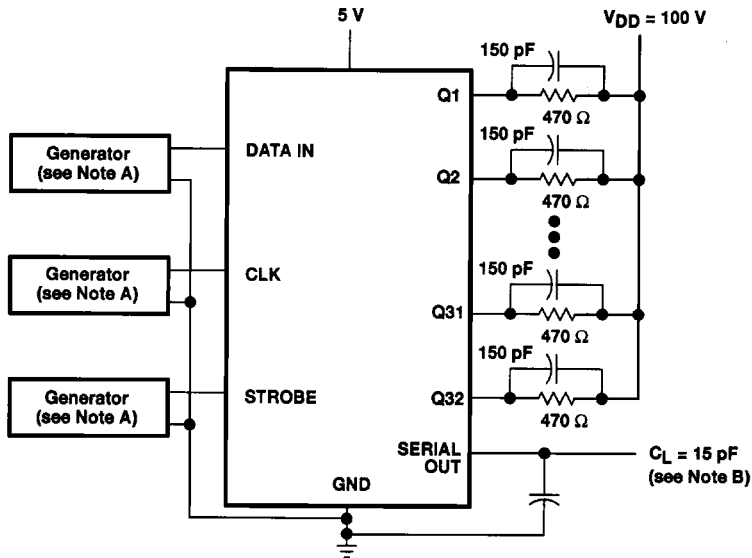 5 V
V_DD = 100 V
150 pF
Q1
470 Ω
Generator
(see Note A)
DATA IN
150 pF
Q2
470 Ω
Generator
(see Note A)
CLK
150 pF
Q31
470 Ω
Generator
(see Note A)
STROBE
150 pF
Q32
470 Ω
SERIAL
OUT
C_L = 15 pF
(see Note B)
GND